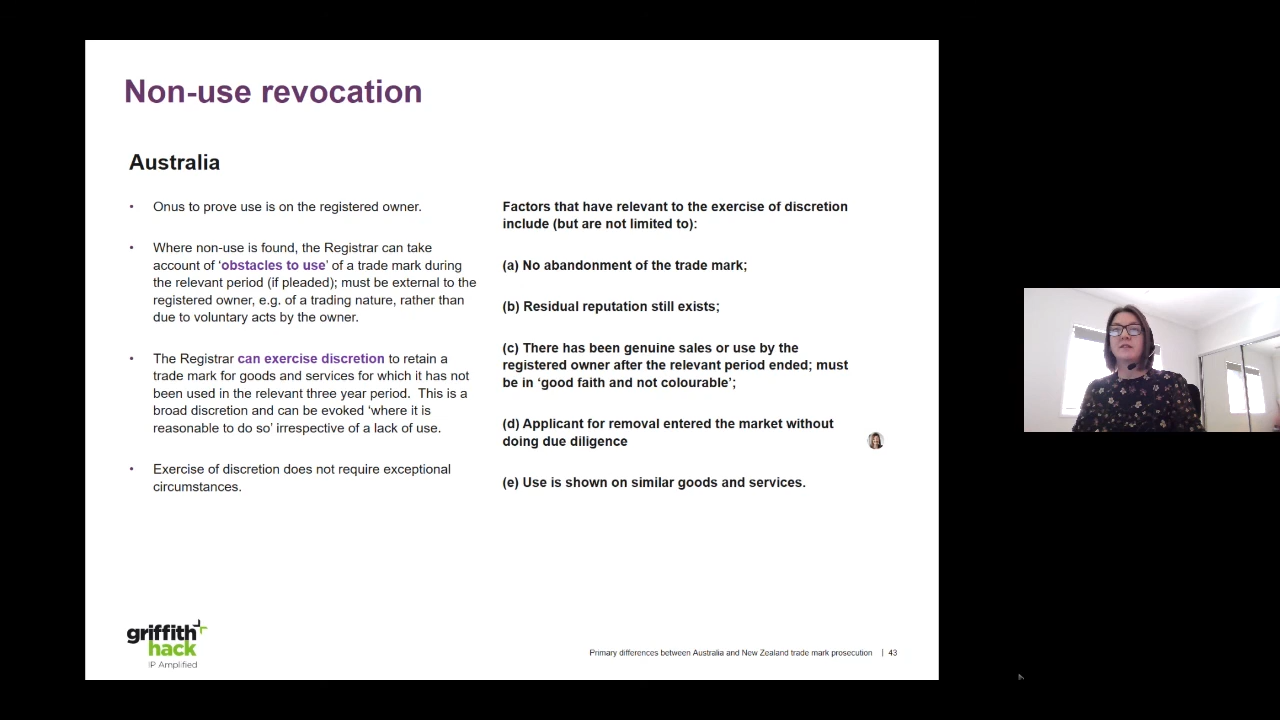 Non-use revocation
Australia
• Onus to prove use is on the registered owner.
• Where non-use is found, the Registrar can take
account of ‘obstacles to use’ of a trade mark during
the relevant period (if pleaded); must be external to the
registered owner, e.g. of a trading nature, rather than
due to voluntary acts by the owner.
• The Registrar can exercise discretion to retain a
trade mark for goods and services for which it has not
been used in the relevant three year period. This is a
broad discretion and can be evoked ‘where it is
reasonable to do so’ irrespective of a lack of use.
• Exercise of discretion does not require exceptional
circumstances.
Factors that have relevant to the exercise of discretion
include (but are not limited to):
(a) No abandonment of the trade mark;
(b) Residual reputation still exists;
(c) There has been genuine sales or use by the
registered owner after the relevant period ended; must
be in ‘good faith and not colourable’;
(d) Applicant for removal entered the market without
doing due diligence
(e) Use is shown on similar goods and services.
griffith
hack
IP Amplified
Primary differences between Australia and New Zealand trade mark prosecution | 43